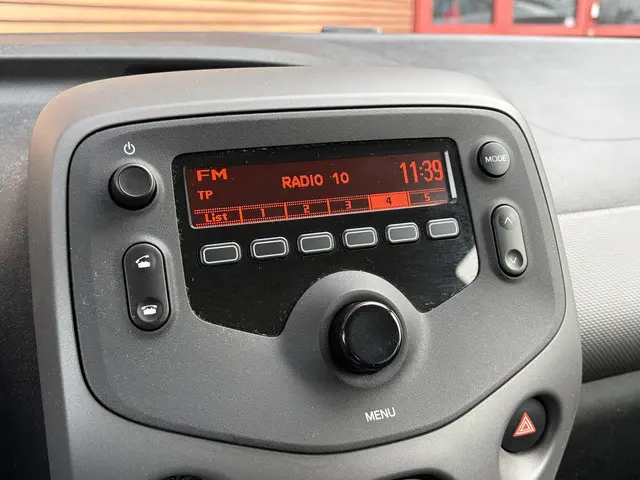 FM RADIO 10 11:39
TP
List 1 2 3 4 5
MODE
MENU